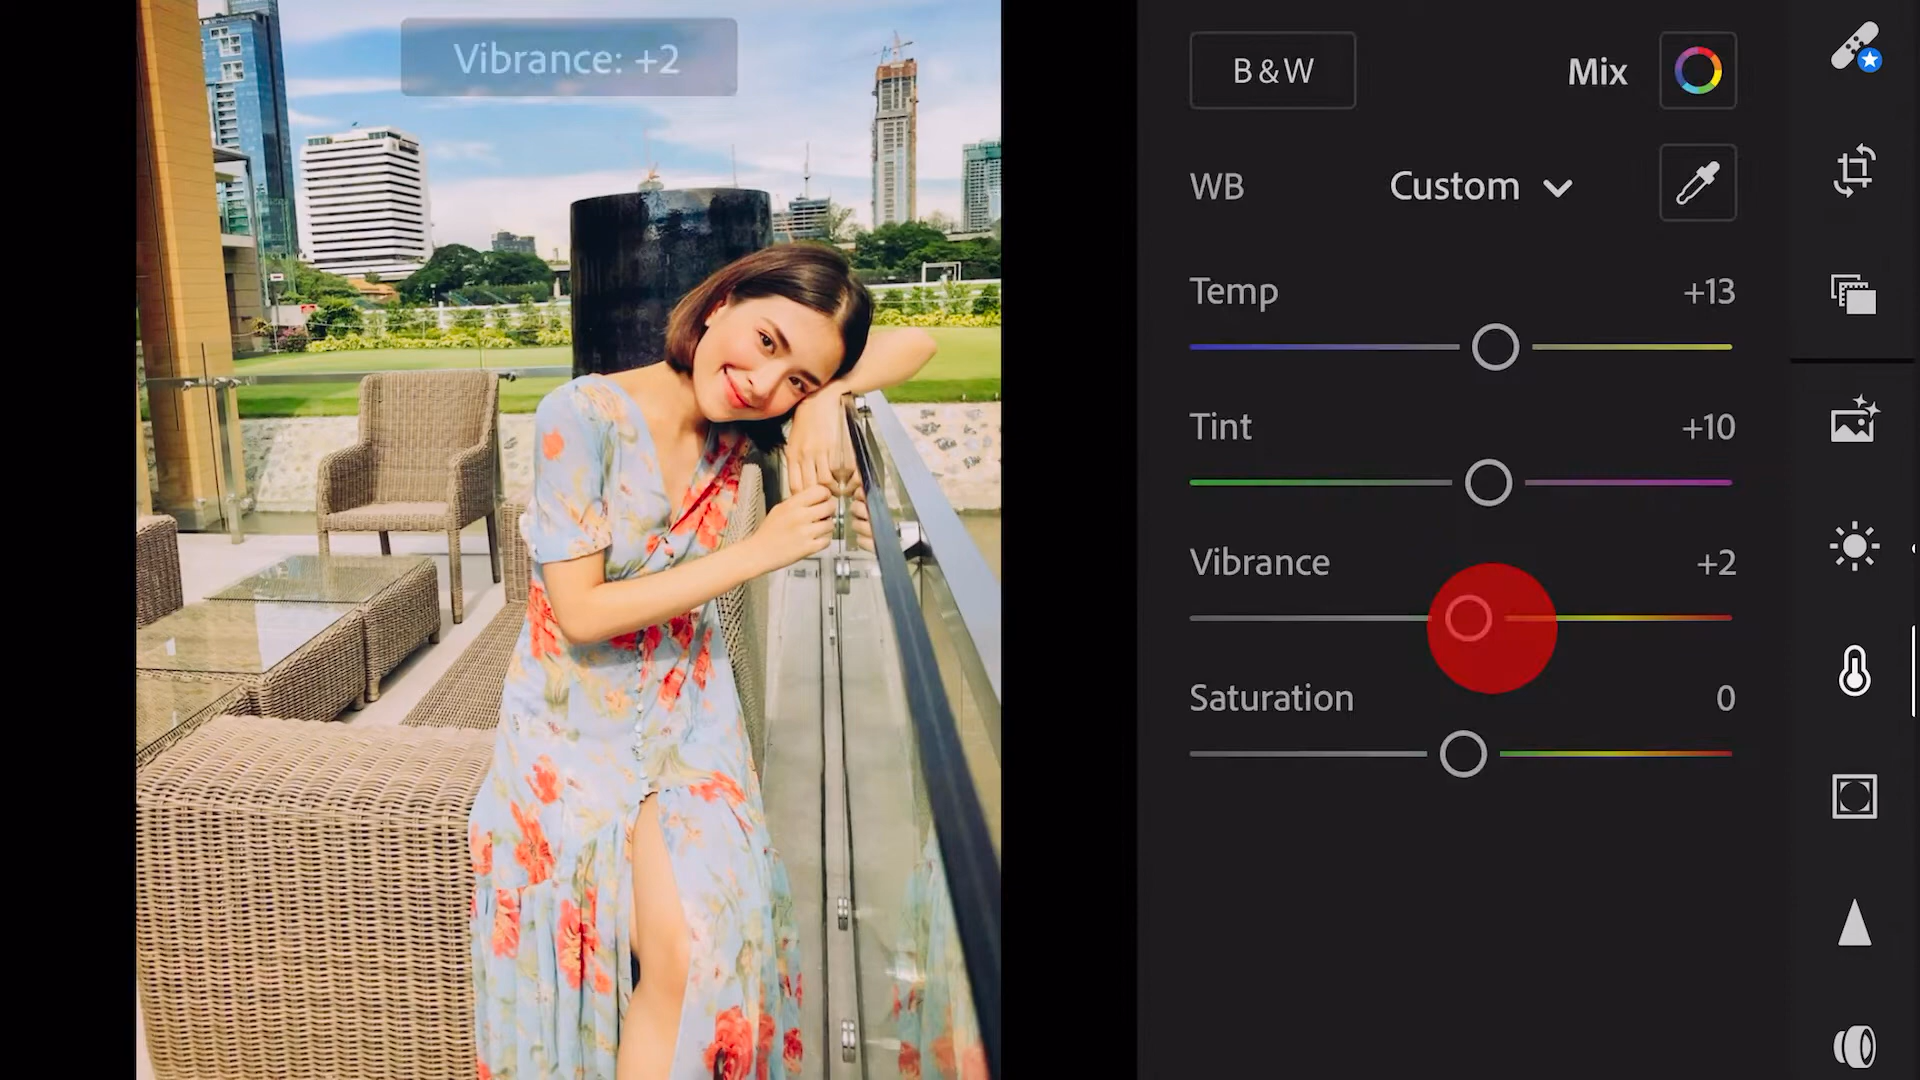 Vibrance: +2
B & W
Mix
WB
Custom
Temp
+13
Tint
+10
Vibrance
+2
Saturation
0